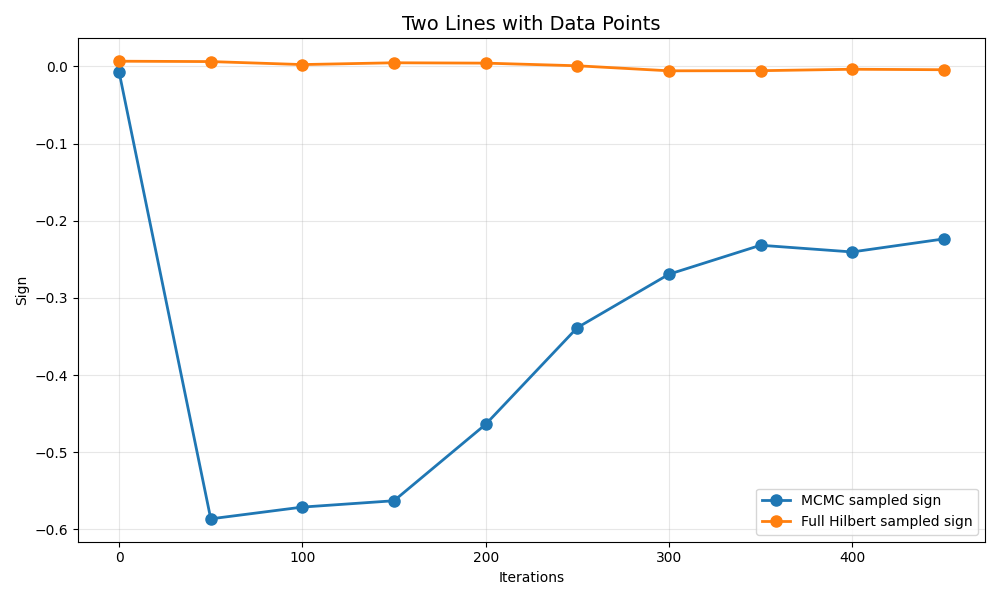 Two Lines with Data Points
0.0
−0.1
−0.2
−0.3
−0.4
−0.5
−0.6
Sign
0 100 200 300 400
Iterations
MCMC sampled sign
Full Hilbert sampled sign